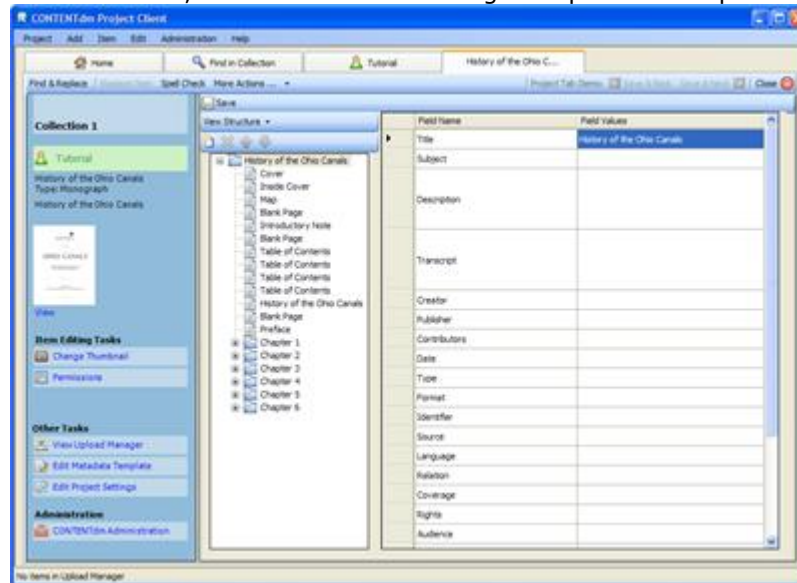 CONTENTdm Project Client
Project Add Item Edit Administration Help
Home Find in Collection Tutorial History of the Ohio C...
Find & Replace Spell Check More Actions ... Close
Save
Collection 1
Tutorial
History of the Ohio Canals
Type: Monograph
History of the Ohio Canals
OHIO CANALS
View
Item Editing Tasks
Change Thumbnail
Permissions
Other Tasks
View Upload Manager
Edit Metadata Template
Edit Project Settings
Administration
CONTENTdm Administration
View Structure
History of the Ohio Canals
Cover
Inside Cover
Map
Blank Page
Introductory Note
Blank Page
Table of Contents
Table of Contents
Table of Contents
Table of Contents
History of the Ohio Canals
Blank Page
Preface
Chapter 1
Chapter 2
Chapter 3
Chapter 4
Chapter 5
Chapter 6
Field Name Field Values
Title History of the Ohio Canals
Subject
Description
Transcript
Creator
Publisher
Contributors
Date
Type
Format
Identifier
Source
Language
Relation
Coverage
Rights
Audience
No items in Upload Manager